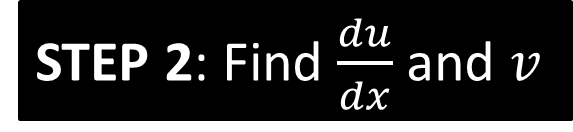 STEP 2: Find du/dx and v